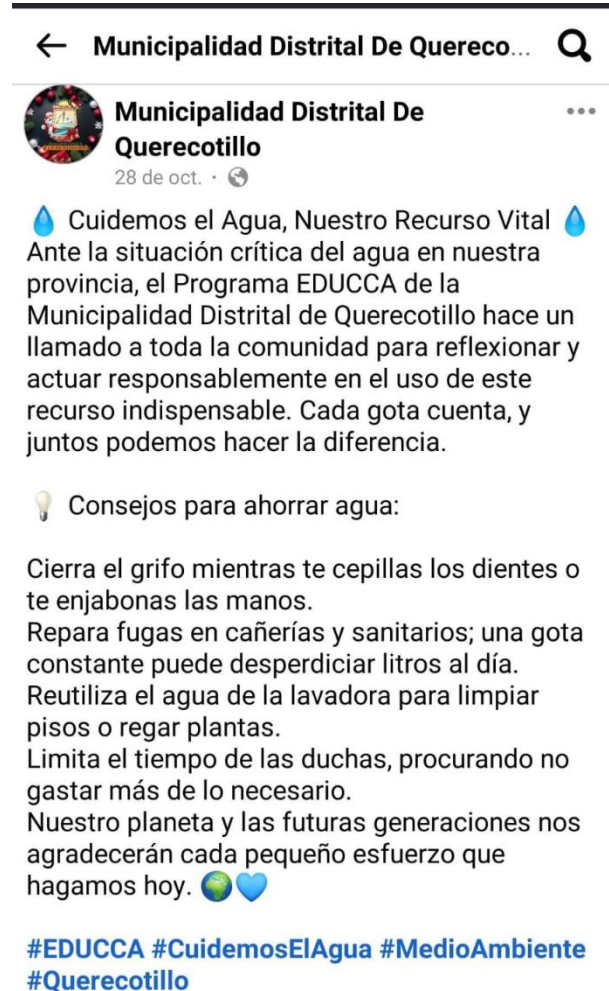 Municipalidad Distrital De Quereco...
Municipalidad Distrital De
Querecotillo
28 de oct. ·
💧 Cuidemos el Agua, Nuestro Recurso Vital 💧
Ante la situación crítica del agua en nuestra
provincia, el Programa EDUCCA de la
Municipalidad Distrital de Querecotillo hace un
llamado a toda la comunidad para reflexionar y
actuar responsablemente en el uso de este
recurso indispensable. Cada gota cuenta, y
juntos podemos hacer la diferencia.
💡 Consejos para ahorrar agua:
Cierra el grifo mientras te cepillas los dientes o
te enjabonas las manos.
Repara fugas en cañerías y sanitarios; una gota
constante puede desperdiciar litros al día.
Reutiliza el agua de la lavadora para limpiar
pisos o regar plantas.
Limita el tiempo de las duchas, procurando no
gastar más de lo necesario.
Nuestro planeta y las futuras generaciones nos
agradecerán cada pequeño esfuerzo que
hagamos hoy. 🌍💙
#EDUCCA #CuidemosElAgua #MedioAmbiente
#Querecotillo